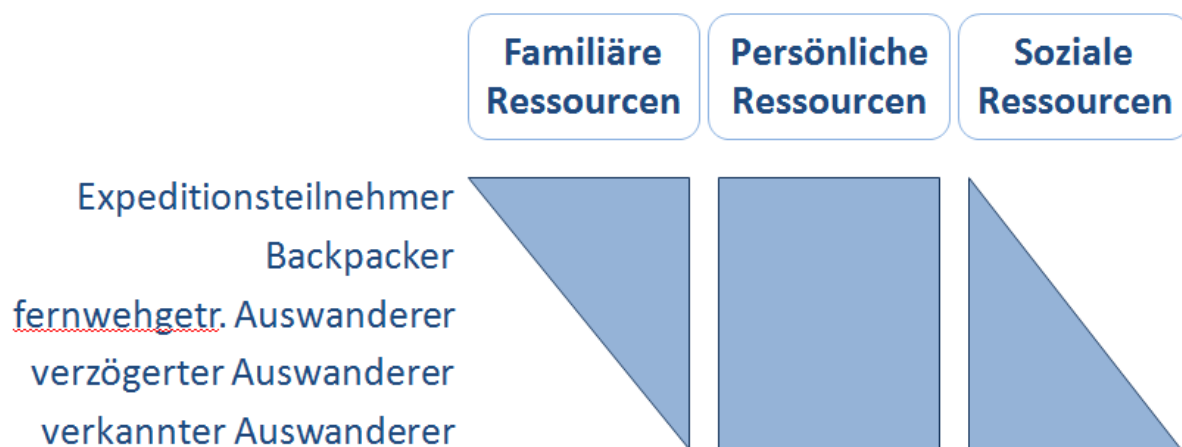 Familiäre
Ressourcen
Persönliche
Ressourcen
Soziale
Ressourcen
Expeditionsteilnehmer
Backpacker
fernwehgetr. Auswanderer
verzögerter Auswanderer
verkannter Auswanderer